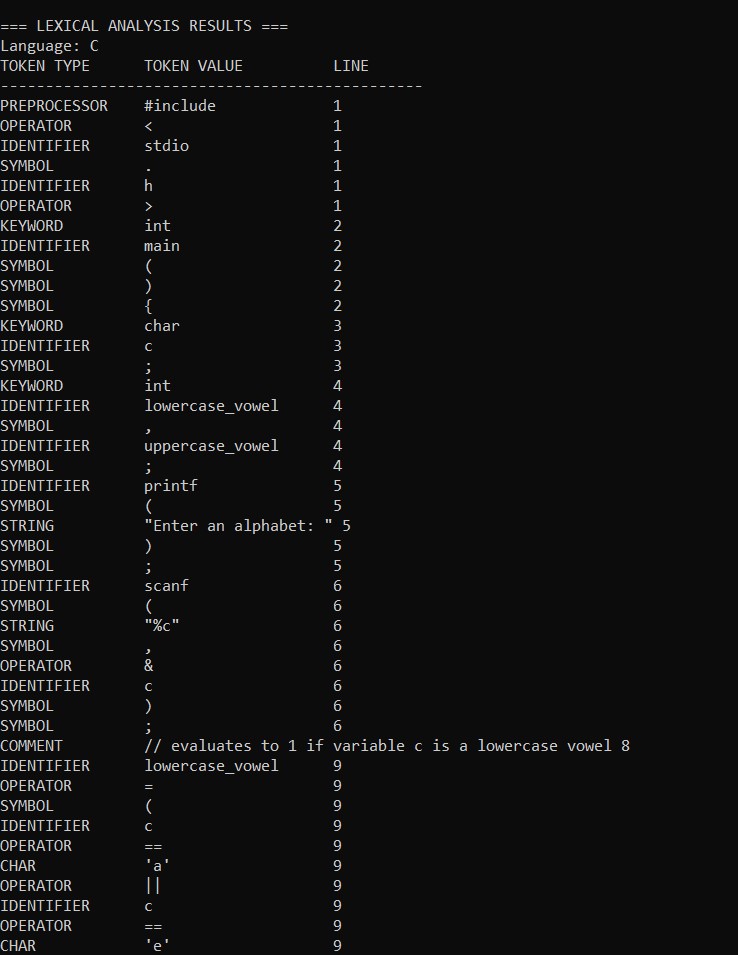 === LEXICAL ANALYSIS RESULTS ===
Language: C
TOKEN TYPE      TOKEN VALUE          LINE
-----------------------------------------------
PREPROCESSOR    #include             1
OPERATOR        <                    1
IDENTIFIER      stdio                1
SYMBOL          .                    1
IDENTIFIER      h                    1
OPERATOR        >                    1
KEYWORD         int                  2
IDENTIFIER      main                 2
SYMBOL          (                    2
SYMBOL          )                    2
SYMBOL          {                    2
KEYWORD         char                 3
IDENTIFIER      c                    3
SYMBOL          ;                    3
KEYWORD         int                  4
IDENTIFIER      lowercase_vowel      4
SYMBOL          ,                    4
IDENTIFIER      uppercase_vowel      4
SYMBOL          ;                    4
IDENTIFIER      printf               5
SYMBOL          (                    5
STRING          "Enter an alphabet: " 5
SYMBOL          )                    5
SYMBOL          ;                    5
IDENTIFIER      scanf                6
SYMBOL          (                    6
STRING          "%c"                 6
SYMBOL          ,                    6
OPERATOR        &                    6
IDENTIFIER      c                    6
SYMBOL          )                    6
SYMBOL          ;                    6
COMMENT         // evaluates to 1 if variable c is a lowercase vowel 8
IDENTIFIER      lowercase_vowel      9
OPERATOR        =                    9
SYMBOL          (                    9
IDENTIFIER      c                    9
OPERATOR        ==                   9
CHAR            'a'                  9
OPERATOR        ||                   9
IDENTIFIER      c                    9
OPERATOR        ==                   9
CHAR            'e'                  9